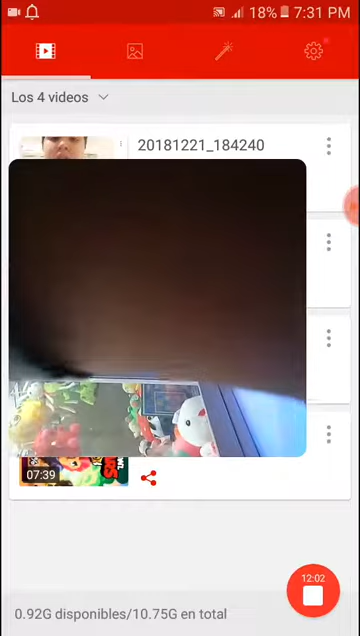 18% 7:31 PM
Los 4 videos
20181221_184240
07:39
12:02
0.92G disponibles/10.75G en total